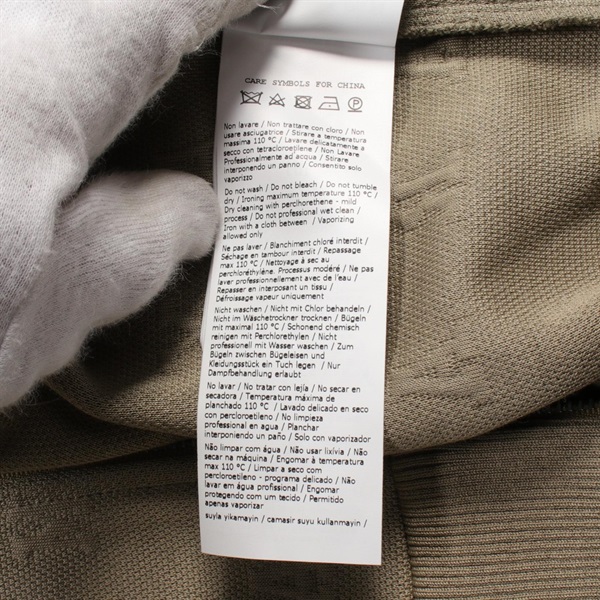 CARE SYMBOLS FOR CHINA
Non lavare / Non trattare con cloro / Non
usare asciugatrice / Stirare a temperatura
massima 110 °C / Lavare delicatamente a
secco con tetracloroetilene / Non Lavare
Professionalmente ad acqua / Stirare
interponendo un panno / Consentito solo
vaporizzo
Do not wash / Do not bleach / Do not tumble
dry / Ironing maximum temperature 110 °C /
Dry cleaning with perchlorethene - mild
process / Do not professional wet clean /
Iron with a cloth between / Vaporizing
allowed only
Ne pas laver / Blanchiment chloré interdit /
Séchage en tambour interdit / Repassage
max 110 °C / Nettoyage à sec au
perchloréthylène. Processus modéré / Ne pas
laver professionnellement avec de l'eau /
Repasser en interposant un tissu /
Défroissage vapeur uniquement
Nicht waschen / Nicht mit Chlor behandeln /
Nicht im Wäschetrockner trocknen / Bügeln
mit maximal 110 °C / Schonend chemisch
reinigen mit Perchlorethylen / Nicht
professionell mit Wasser waschen / Zum
Bügeln zwischen Bügeleisen und
Kleidungsstück ein Tuch legen / Nur
Dampfbehandlung erlaubt
No lavar / No tratar con lejía / No secar en
secadora / Temperatura máxima de
planchado 110 °C / Lavado delicado en seco
con percloroetileno / No limpieza
professional en agua / Planchar
interponiendo un paño / Solo con vaporizador
Não limpar com água / Não usar lixívia / Não
secar na máquina / Engomar à temperatura
max 110 °C / Limpar a seco com
percloroetileno - programa delicado / Não
lavar em água profissional / Engomar
protegendo com um tecido / Permitido
apenas vaporizar
suyla yikamayin / camasir suyu kullanmayin /